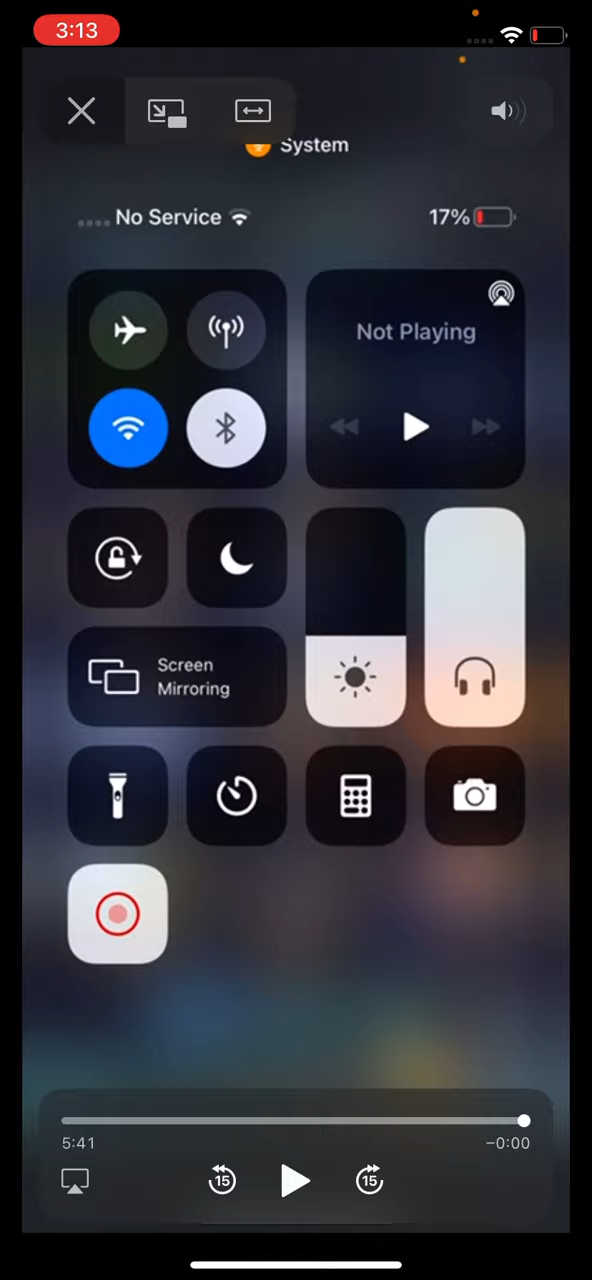 3:13
System
No Service
17%
Not Playing
Screen
Mirroring
5:41
−0:00
15
15